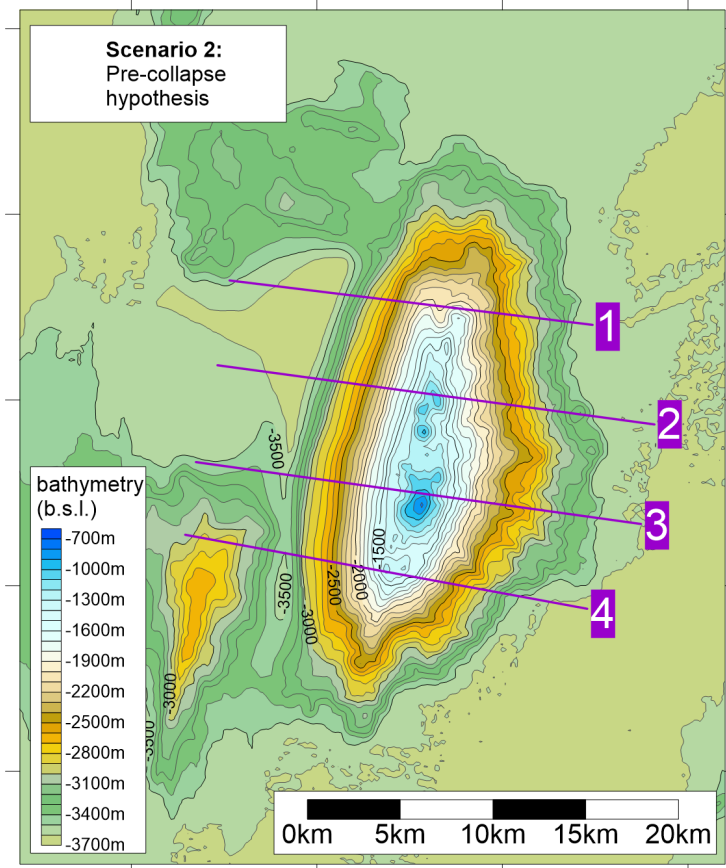 Scenario 2:
Pre-collapse
hypothesis
1
2
-3500
3
-1500
-2000
-2500
-3500
-3000
4
-3000
-3500
bathymetry
(b.s.l.)
-700m
-1000m
-1300m
-1600m
-1900m
-2200m
-2500m
-2800m
-3100m
-3400m
-3700m
0km 5km 10km 15km 20km